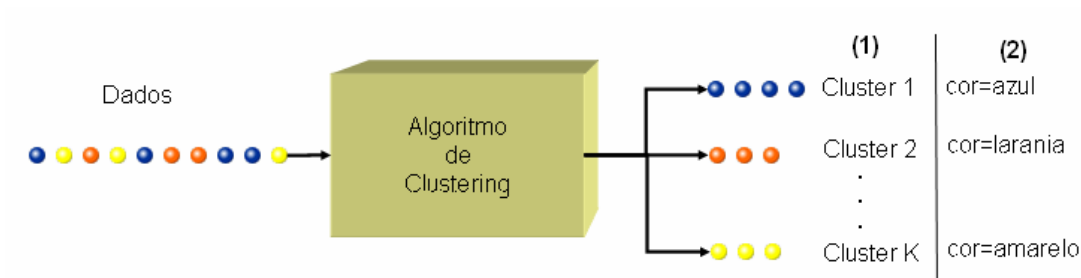 (1)
(2)
Dados
Cluster 1
cor=azul
Algoritmo
de
Clustering
Cluster 2
cor=larania
Cluster K
cor=amarelo